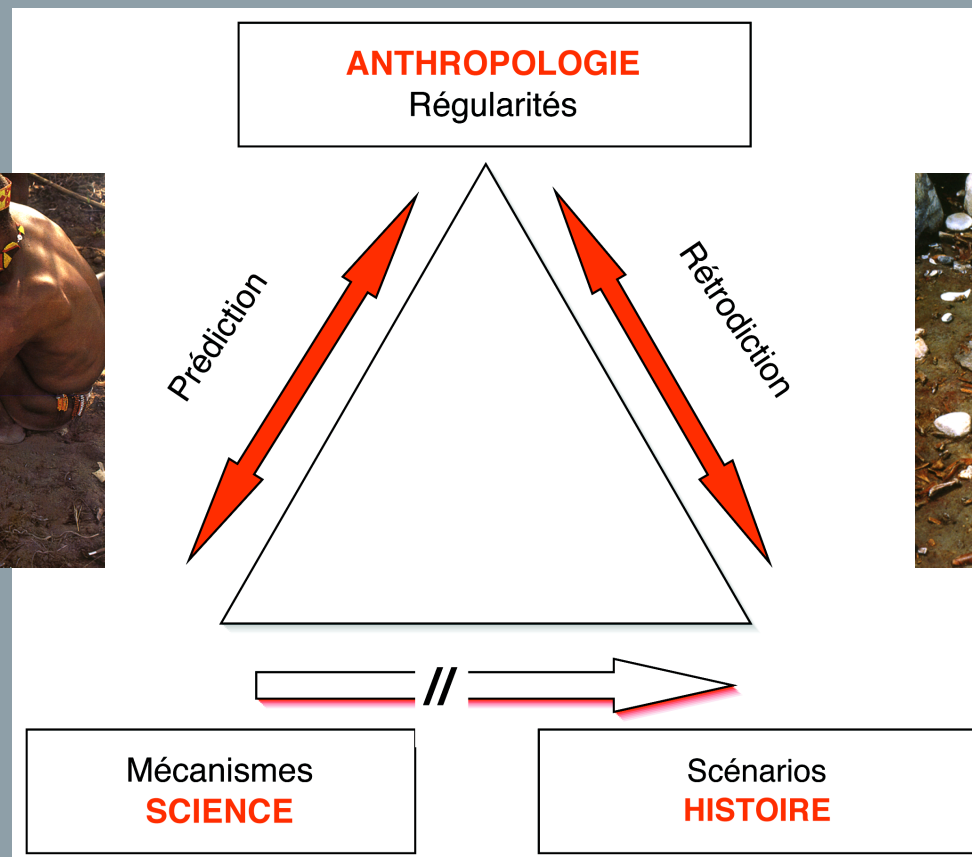 ANTHROPOLOGIE
Régularités
Prédiction
Rétrodiction
//
Mécanismes
SCIENCE
Scénarios
HISTOIRE